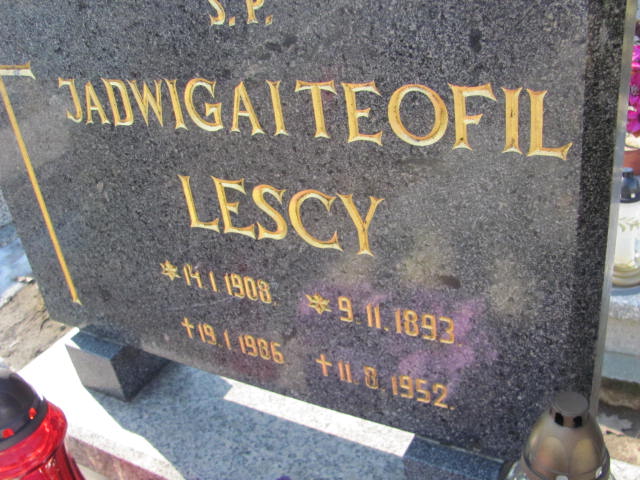 Ś.P.
JADWIGA I TEOFIL
LESCY
* 14.1.1908. * 9.11.1893.
† 19.1.1986 † 11.8.1952.